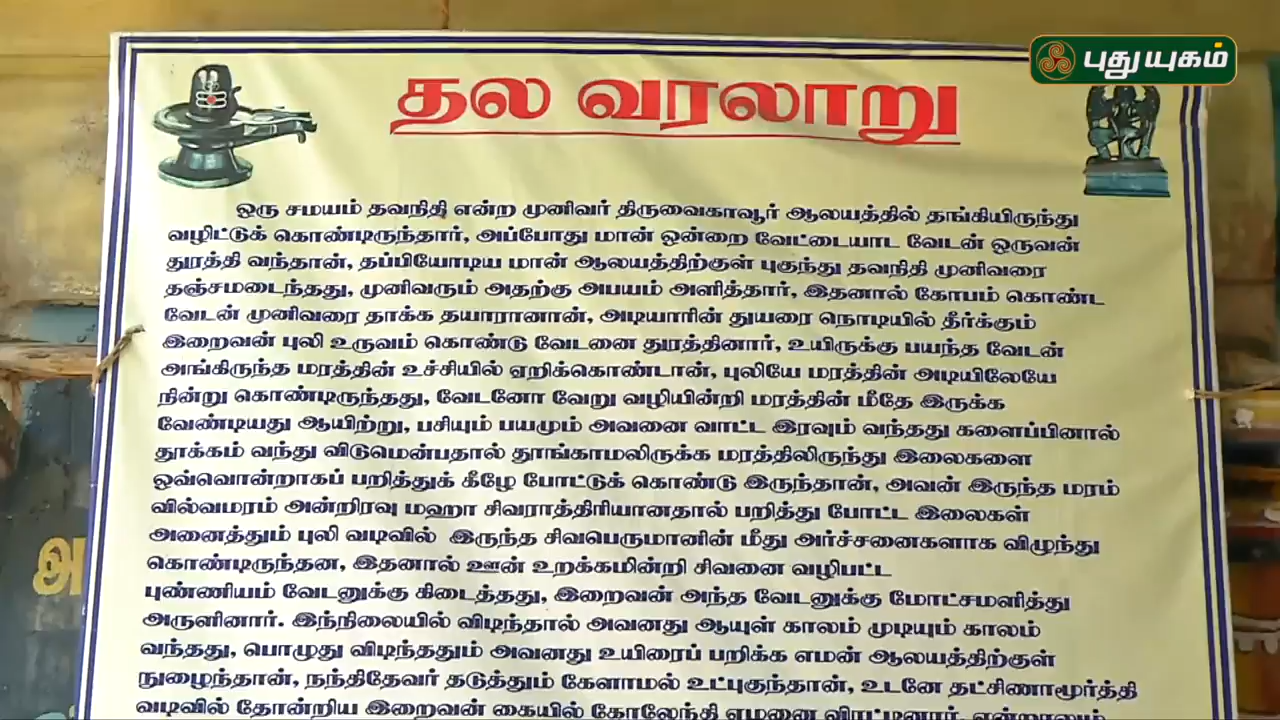 புதுயுகம்
தல வரலாறு
ஒரு சமயம் தவநிதி என்ற முனிவர் திருவைகாவூர் ஆலயத்தில் தங்கியிருந்து
வழிட்டுக் கொண்டிருந்தார், அப்போது மான் ஒன்றை வேட்டையாட வேடன் ஒருவன்
துரத்தி வந்தான், தப்பியோடிய மான் ஆலயத்திற்குள் புகுந்து தவநிதி முனிவரை
தஞ்சமடைந்தது, முனிவரும் அதற்கு அபயம் அளித்தார், இதனால் கோபம் கொண்ட
வேடன் முனிவரை தாக்க தயாரானான், அடியாரின் துயரை நொடியில் தீர்க்கும்
இறைவன் புலி உருவம் கொண்டு வேடனை துரத்தினார், உயிருக்கு பயந்த வேடன்
அங்கிருந்த மரத்தின் உச்சியில் ஏறிக்கொண்டான், புலியே மரத்தின் அடியிலேயே
நின்று கொண்டிருந்தது, வேடனோ வேறு வழியின்றி மரத்தின் மீதே இருக்க
வேண்டியது ஆயிற்று, பசியும் பயமும் அவனை வாட்ட இரவும் வந்தது களைப்பினால்
தூக்கம் வந்து விடுமென்பதால் தூங்காமலிருக்க மரத்திலிருந்து இலைகளை
ஒவ்வொன்றாகப் பறித்துக் கீழே போட்டுக் கொண்டு இருந்தான், அவன் இருந்த மரம்
வில்வமரம் அன்றிரவு மஹா சிவராத்திரியானதால் பறித்து போட்ட இலைகள்
அனைத்தும் புலி வடிவில் இருந்த சிவபெருமானின் மீது அர்ச்சனைகளாக விழுந்து
கொண்டிருந்தன, இதனால் ஊன் உறக்கமின்றி சிவனை வழிபட்ட
புண்ணியம் வேடனுக்கு கிடைத்தது, இறைவன் அந்த வேடனுக்கு மோட்சமளித்து
அருளினார். இந்நிலையில் விடிந்தால் அவனது ஆயுள் காலம் முடியும் காலம்
வந்தது, பொழுது விடிந்ததும் அவனது உயிரைப் பறிக்க எமன் ஆலயத்திற்குள்
நுழைந்தான், நந்திதேவர் தடுத்தும் கேளாமல் உட்புகுந்தான், உடனே தட்சிணாமூர்த்தி
வடிவில் தோன்றிய இறைவன் கையில் கோலேந்தி எமனை விரட்டினார்,